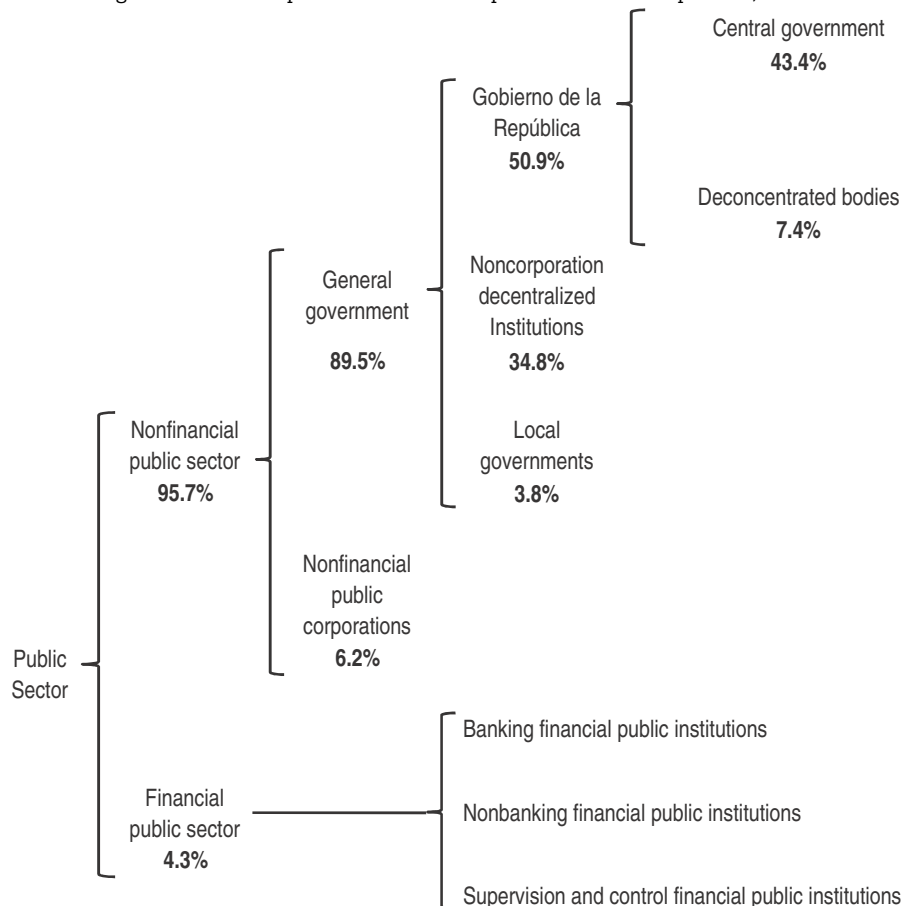 Central government
43.4%
Gobierno de la
República
50.9%
Deconcentrated bodies
7.4%
General
government
89.5%
Noncorporation
decentralized
Institutions
34.8%
Local
governments
3.8%
Nonfinancial
public sector
95.7%
Nonfinancial
public
corporations
6.2%
Public
Sector
Banking financial public institutions
Financial
public sector
4.3%
Nonbanking financial public institutions
Supervision and control financial public institutions